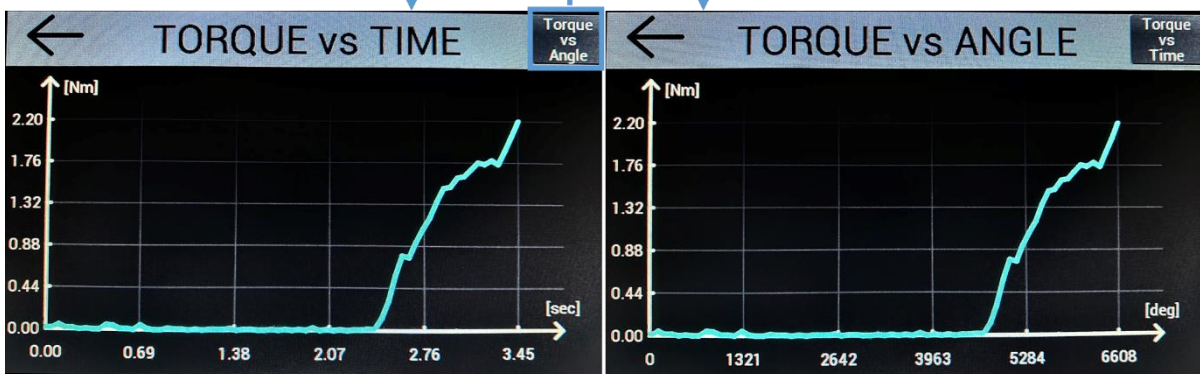 TORQUE vs TIME
Torque
vs
Angle
[Nm]
2.20
1.76
1.32
0.88
0.44
0.00
[sec]
0.00 0.69 1.38 2.07 2.76 3.45
TORQUE vs ANGLE
Torque
vs
Time
[Nm]
2.20
1.76
1.32
0.88
0.44
0.00
[deg]
0 1321 2642 3963 5284 6608